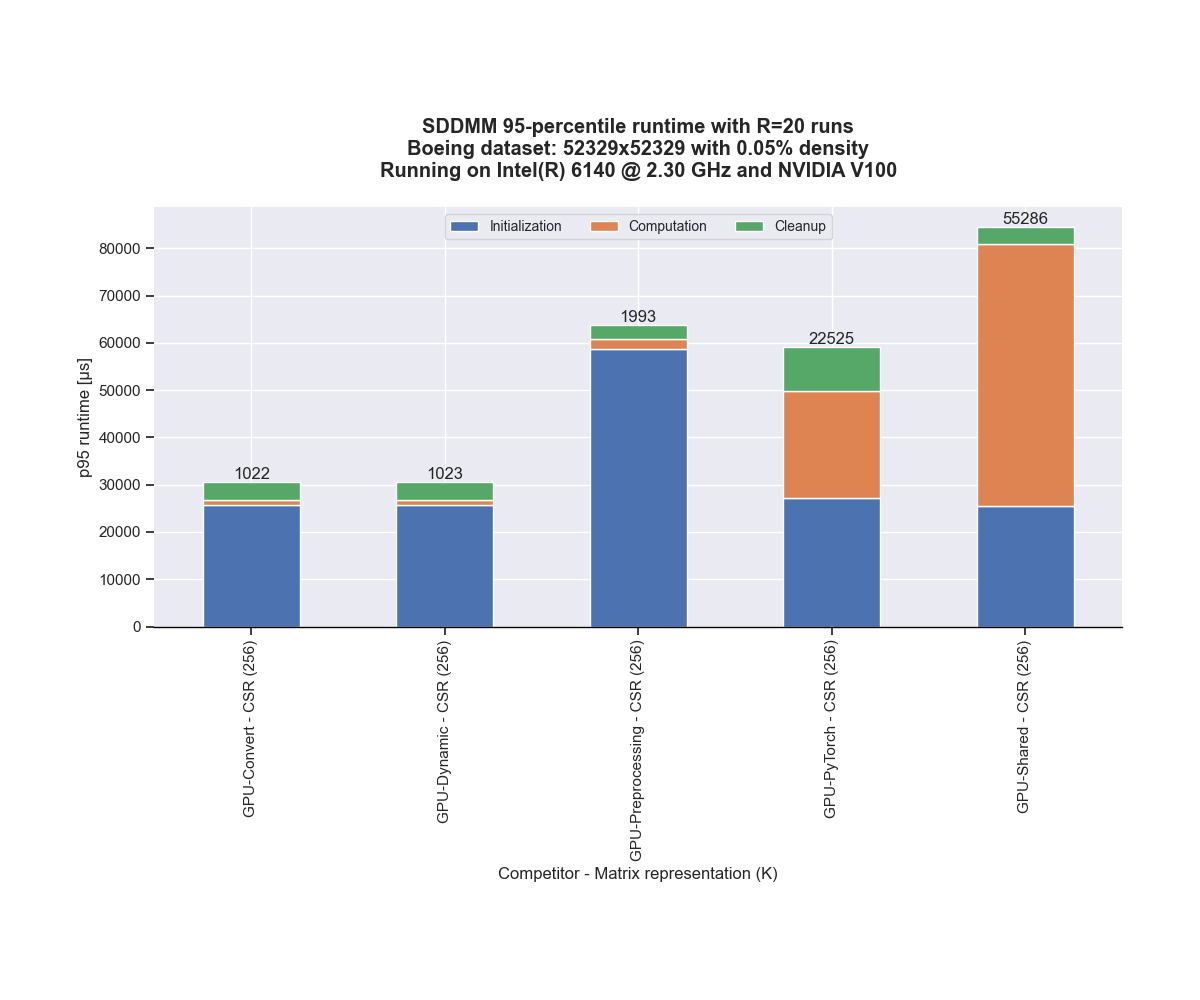 SDDMM 95-percentile runtime with R=20 runs
Boeing dataset: 52329x52329 with 0.05% density
Running on Intel(R) 6140 @ 2.30 GHz and NVIDIA V100
Initialization
Computation
Cleanup
55286
1993
22525
1022
1023
80000
70000
60000
50000
40000
30000
20000
10000
0
p95 runtime [µs]
GPU-Convert - CSR (256)
GPU-Dynamic - CSR (256)
GPU-Preprocessing - CSR (256)
GPU-PyTorch - CSR (256)
GPU-Shared - CSR (256)
Competitor - Matrix representation (K)